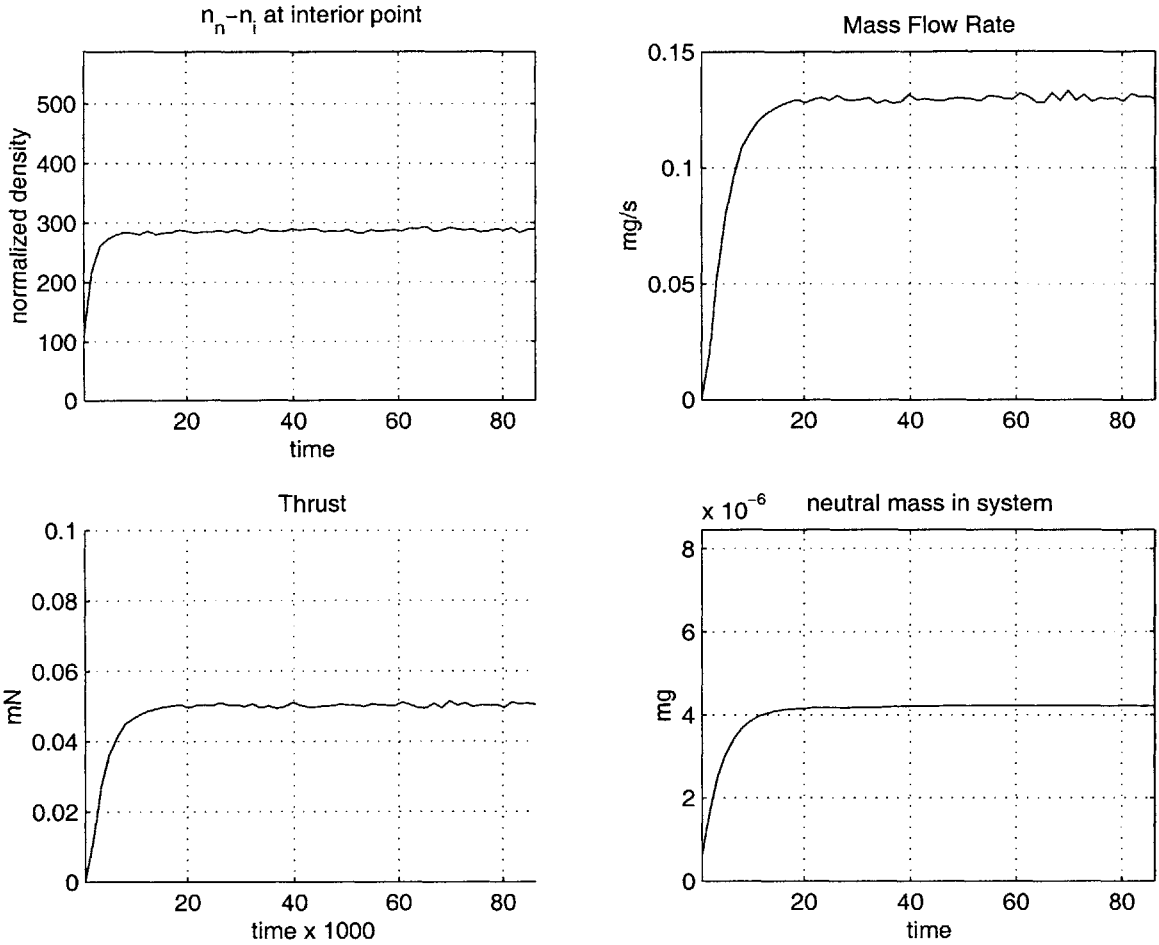 n_n–n_i at interior point
normalized density
500
400
300
200
100
0
20 40 60 80
time
Mass Flow Rate
mg/s
0.15
0.1
0.05
0
20 40 60 80
Thrust
mN
0.1
0.08
0.06
0.04
0.02
0
20 40 60 80
time x 1000
x 10^−6 neutral mass in system
mg
8
6
4
2
0
20 40 60 80
time